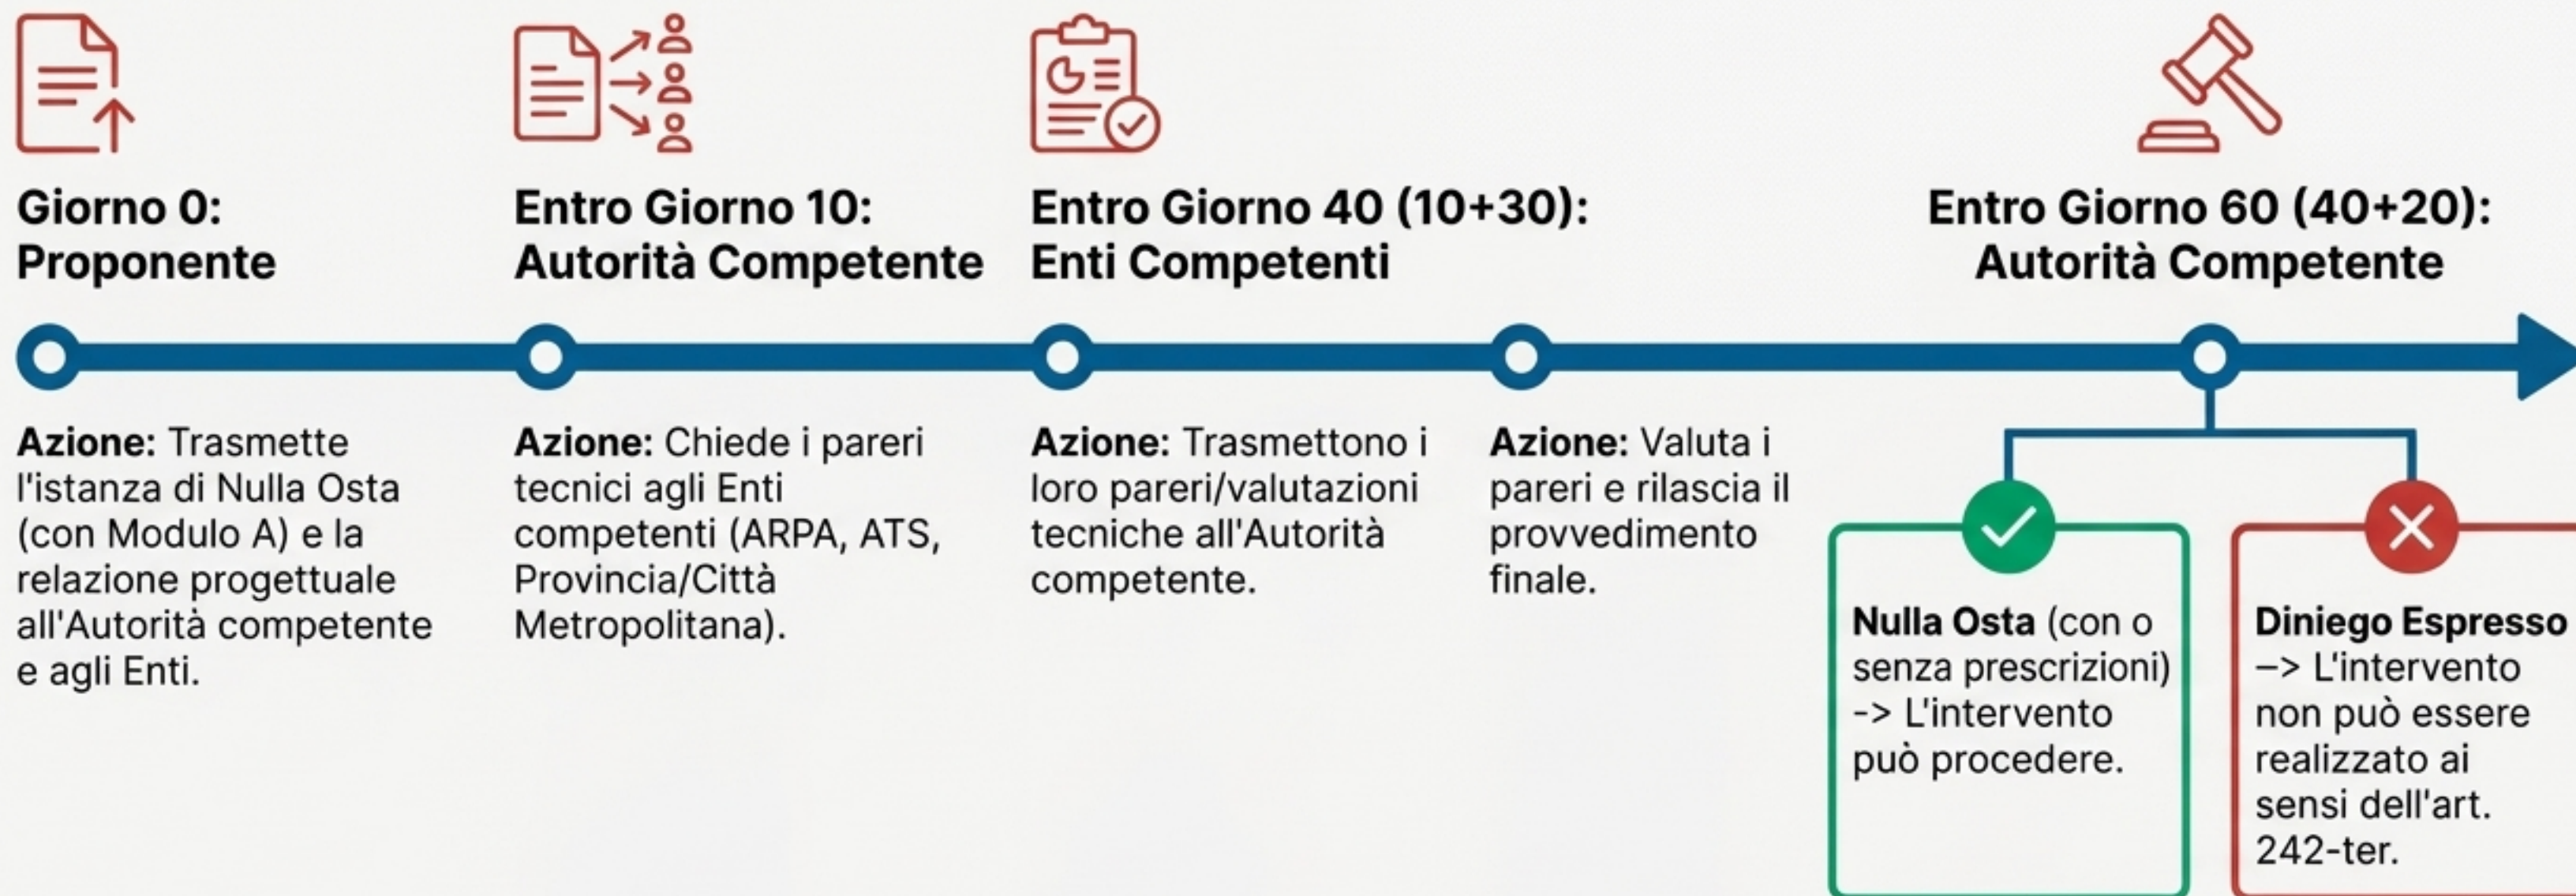 Giorno 0:
Proponente
Azione: Trasmette
l'istanza di Nulla Osta
(con Modulo A) e la
relazione progettuale
all'Autorità competente
e agli Enti.
Entro Giorno 10:
Autorità Competente
Azione: Chiede i pareri
tecnici agli Enti
competenti (ARPA, ATS,
Provincia/Città
Metropolitana).
Entro Giorno 40 (10+30):
Enti Competenti
Azione: Trasmettono i
loro pareri/valutazioni
tecniche all'Autorità
competente.
Azione: Valuta i
pareri e rilascia il
provvedimento
finale.
Entro Giorno 60 (40+20):
Autorità Competente
Nulla Osta (con o
senza prescrizioni)
-> L'intervento
può procedere.
Diniego Espresso
–> L'intervento
non può essere
realizzato ai
sensi dell'art.
242-ter.